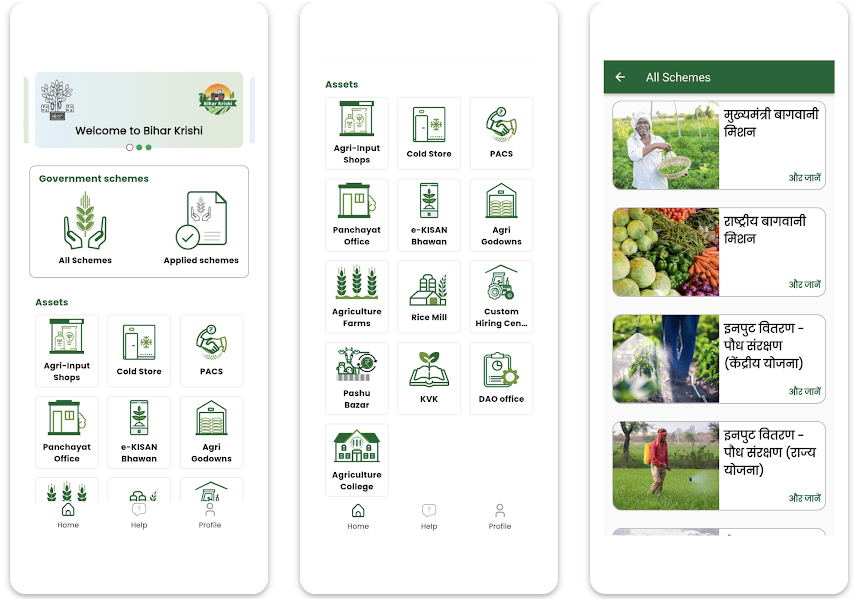 Bihar Krishi
Welcome to Bihar Krishi
Government schemes
All Schemes
Applied schemes
Assets
Agri-Input
Shops
Cold Store
PACS
Panchayat
Office
e-KISAN
Bhawan
Agri
Godowns
Home
Help
Profile
Assets
Agri-Input
Shops
Cold Store
PACS
Panchayat
Office
e-KISAN
Bhawan
Agri
Godowns
Agriculture
Farms
Rice Mill
Custom
Hiring Cen...
Pashu
Bazar
KVK
DAO office
Agriculture
College
Home
Help
Profile
All Schemes
मुख्यमंत्री बागवानी
मिशन
और जानें
राष्ट्रीय बागवानी
मिशन
और जानें
इनपुट वितरण -
पौध संरक्षण
(केंद्रीय योजना)
और जानें
इनपुट वितरण -
पौध संरक्षण (राज्य
योजना)
और जानें